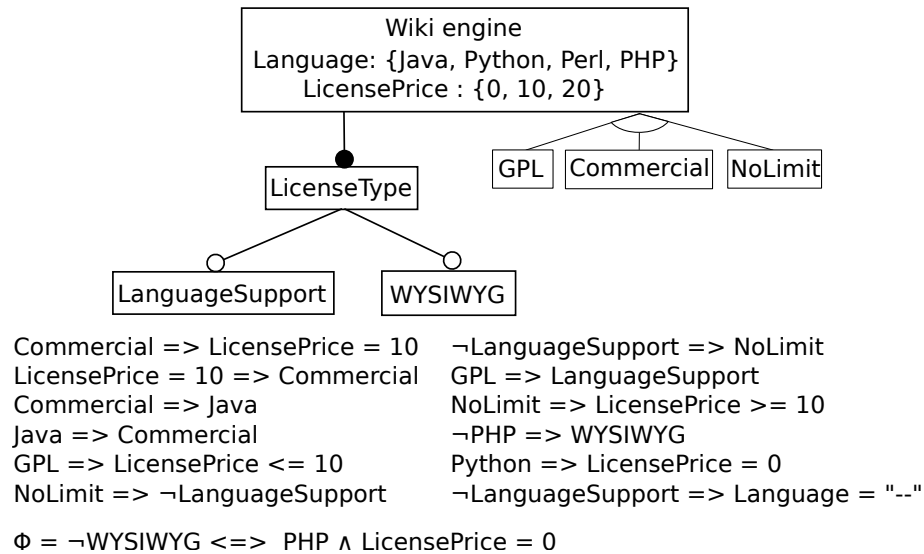 Wiki engine
Language: {Java, Python, Perl, PHP}
LicensePrice : {0, 10, 20}
GPL
Commercial
NoLimit
LicenseType
LanguageSupport
WYSIWYG
Commercial => LicensePrice = 10
LicensePrice = 10 => Commercial
Commercial => Java
Java => Commercial
GPL => LicensePrice <= 10
NoLimit => ¬LanguageSupport
¬LanguageSupport => NoLimit
GPL => LanguageSupport
NoLimit => LicensePrice >= 10
¬PHP => WYSIWYG
Python => LicensePrice = 0
¬LanguageSupport => Language = "--"
Φ = ¬WYSIWYG <=> PHP ∧ LicensePrice = 0